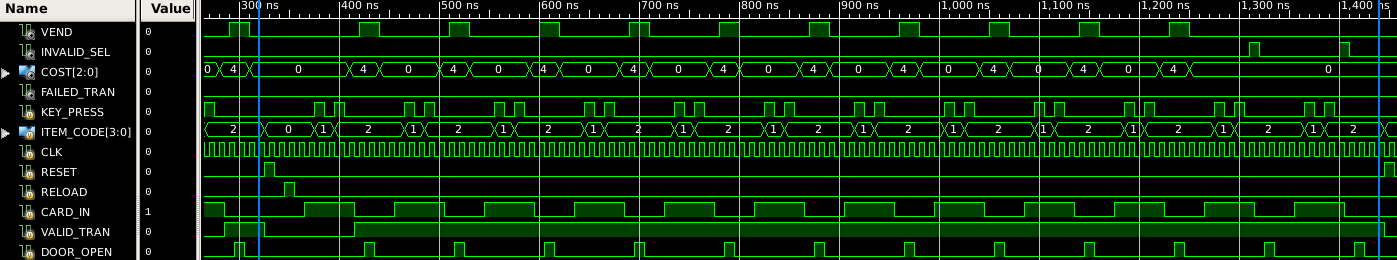 Name Value 300 ns 400 ns 500 ns 600 ns 700 ns 800 ns 900 ns 1,000 ns 1,100 ns 1,200 ns 1,300 ns 1,400 ns
VEND 0
INVALID_SEL 0
COST[2:0] 0 0 4 0 4 0 4 0 4 0 4 0 4 0 4 0 4 0 4 0 4 0 4 0
FAILED_TRAN 0
KEY_PRESS 0
ITEM_CODE[3:0] 0 2 0 1 2 1 2 1 2 1 2 1 2 1 2 1 2 1 2 1 2 1 2 1 2 1 2
CLK 0
RESET 0
RELOAD 0
CARD_IN 1
VALID_TRAN 0
DOOR_OPEN 0